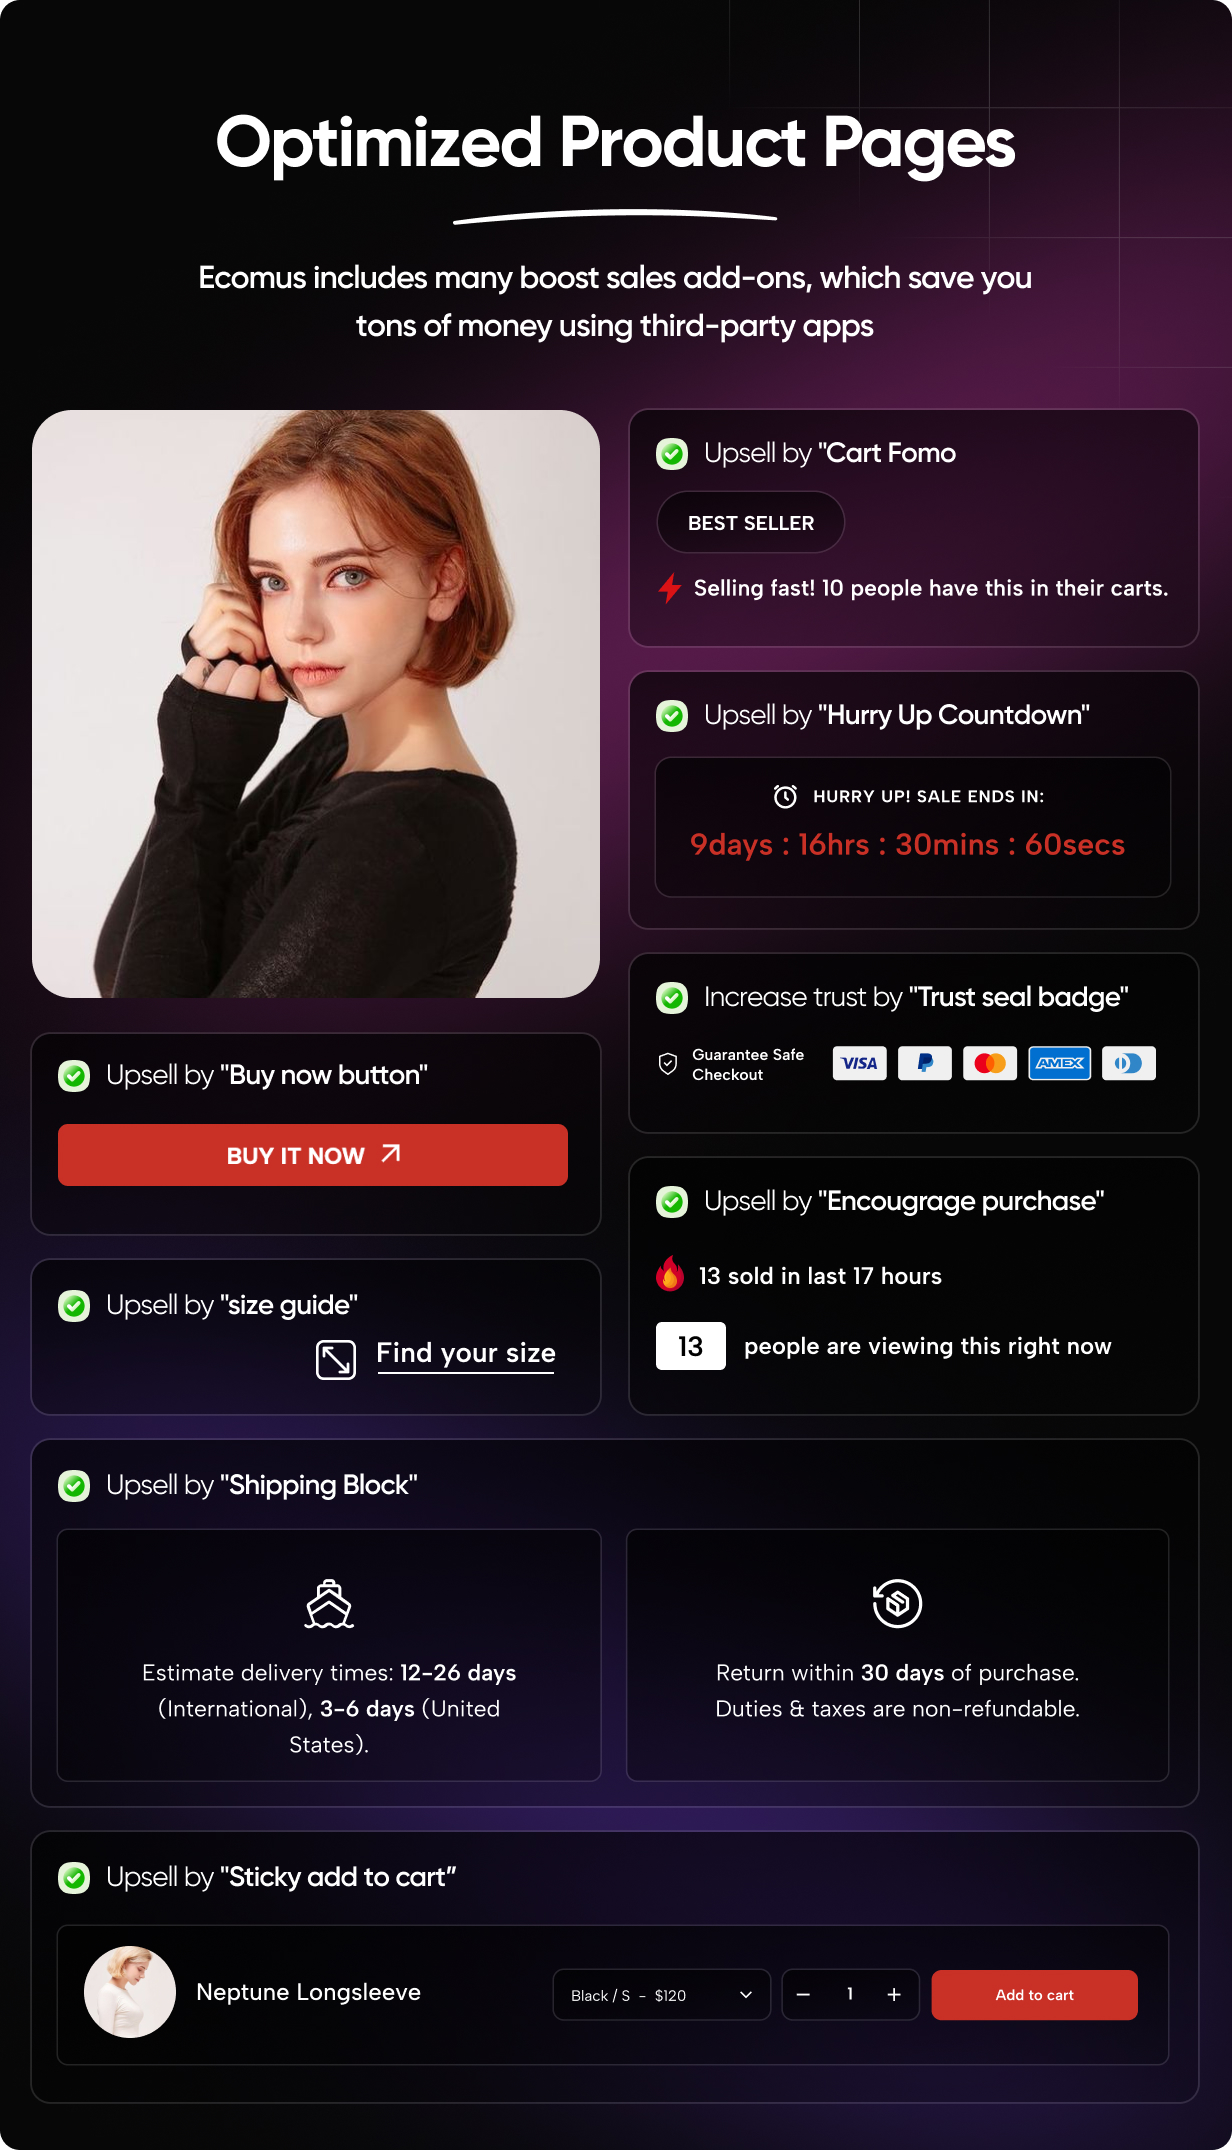 Optimized Product Pages
Ecomus includes many boost sales add-ons, which save you
tons of money using third-party apps
Upsell by "Cart Fomo
BEST SELLER
Selling fast! 10 people have this in their carts.
Upsell by "Hurry Up Countdown"
HURRY UP! SALE ENDS IN:
9days : 16hrs : 30mins : 60secs
Increase trust by "Trust seal badge"
Guarantee Safe
Checkout
VISA
AMEX
Upsell by "Buy now button"
BUY IT NOW
Upsell by "size guide"
Find your size
Upsell by "Encougrage purchase"
13 sold in last 17 hours
13 people are viewing this right now
Upsell by "Shipping Block"
Estimate delivery times: 12-26 days
(International), 3-6 days (United
States).
Return within 30 days of purchase.
Duties & taxes are non-refundable.
Upsell by "Sticky add to cart”
Neptune Longsleeve
Black / S - $120
1
Add to cart